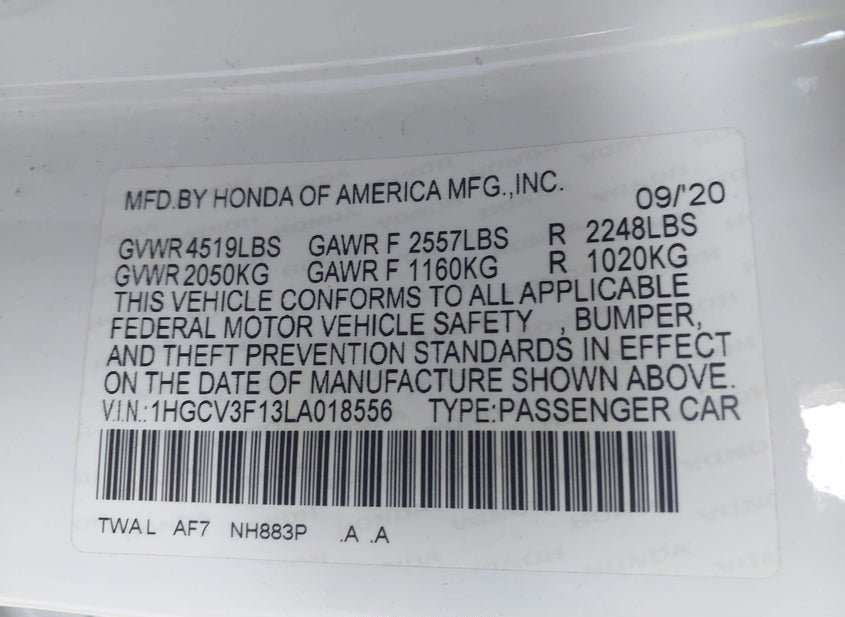 MFD.BY HONDA OF AMERICA MFG.,INC. 09/'20
GVWR 4519LBS GAWR F 2557LBS R 2248LBS
GVWR 2050KG GAWR F 1160KG R 1020KG
THIS VEHICLE CONFORMS TO ALL APPLICABLE
FEDERAL MOTOR VEHICLE SAFETY , BUMPER,
AND THEFT PREVENTION STANDARDS IN EFFECT
ON THE DATE OF MANUFACTURE SHOWN ABOVE.
V.I.N.:1HGCV3F13LA018556 TYPE:PASSENGER CAR
TWAL AF7 NH883P .A .A